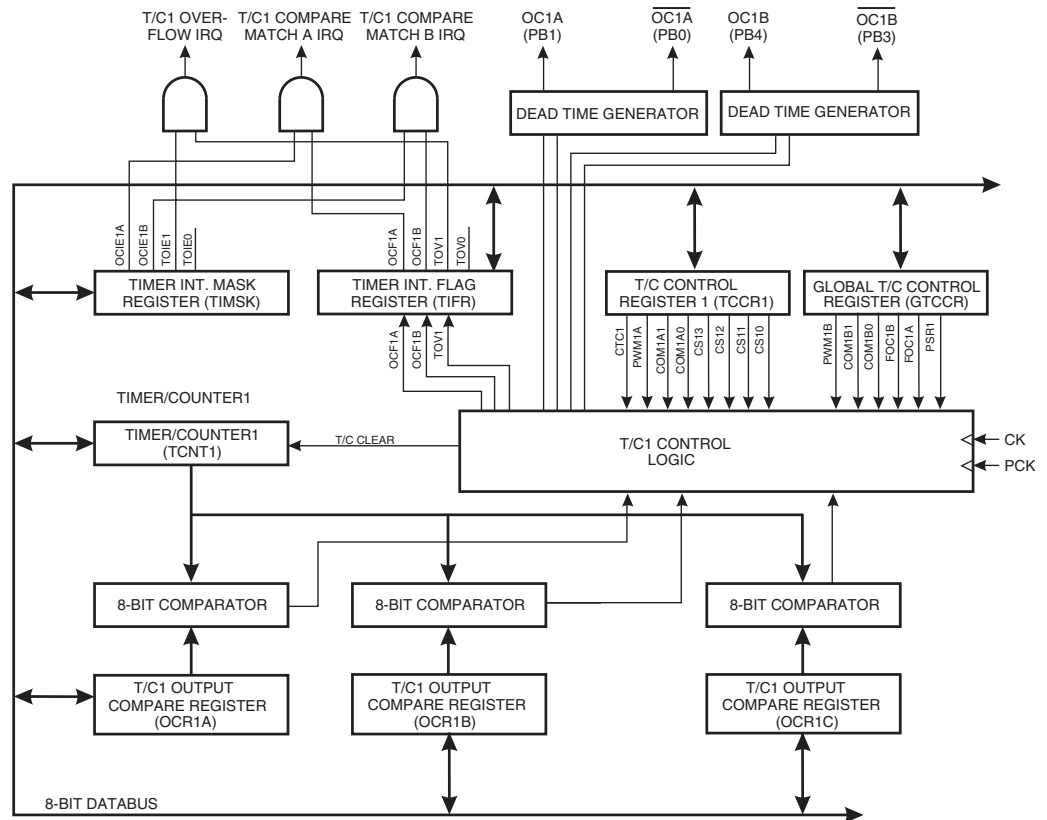 T/C1 OVER-
FLOW IRQ
T/C1 COMPARE
MATCH A IRQ
T/C1 COMPARE
MATCH B IRQ
OC1A
(PB1)
OC1A
(PB0)
OC1B
(PB4)
OC1B
(PB3)
DEAD TIME GENERATOR
DEAD TIME GENERATOR
OCIE1A
OCIE1B
TOIE1
TOIE0
OCF1A
OCF1B
TOV1
TOV0
TIMER INT. MASK
REGISTER (TIMSK)
TIMER INT. FLAG
REGISTER (TIFR)
T/C CONTROL
REGISTER 1 (TCCR1)
GLOBAL T/C CONTROL
REGISTER (GTCCR)
OCF1A
OCF1B
TOV1
CTC1
PWM1A
COM1A1
COM1A0
CS13
CS12
CS11
CS10
PWM1B
COM1B1
COM1B0
FOC1B
FOC1A
PSR1
TIMER/COUNTER1
TIMER/COUNTER1
(TCNT1)
T/C CLEAR
T/C1 CONTROL
LOGIC
CK
PCK
8-BIT COMPARATOR
8-BIT COMPARATOR
8-BIT COMPARATOR
T/C1 OUTPUT
COMPARE REGISTER
(OCR1A)
T/C1 OUTPUT
COMPARE REGISTER
(OCR1B)
T/C1 OUTPUT
COMPARE REGISTER
(OCR1C)
8-BIT DATABUS